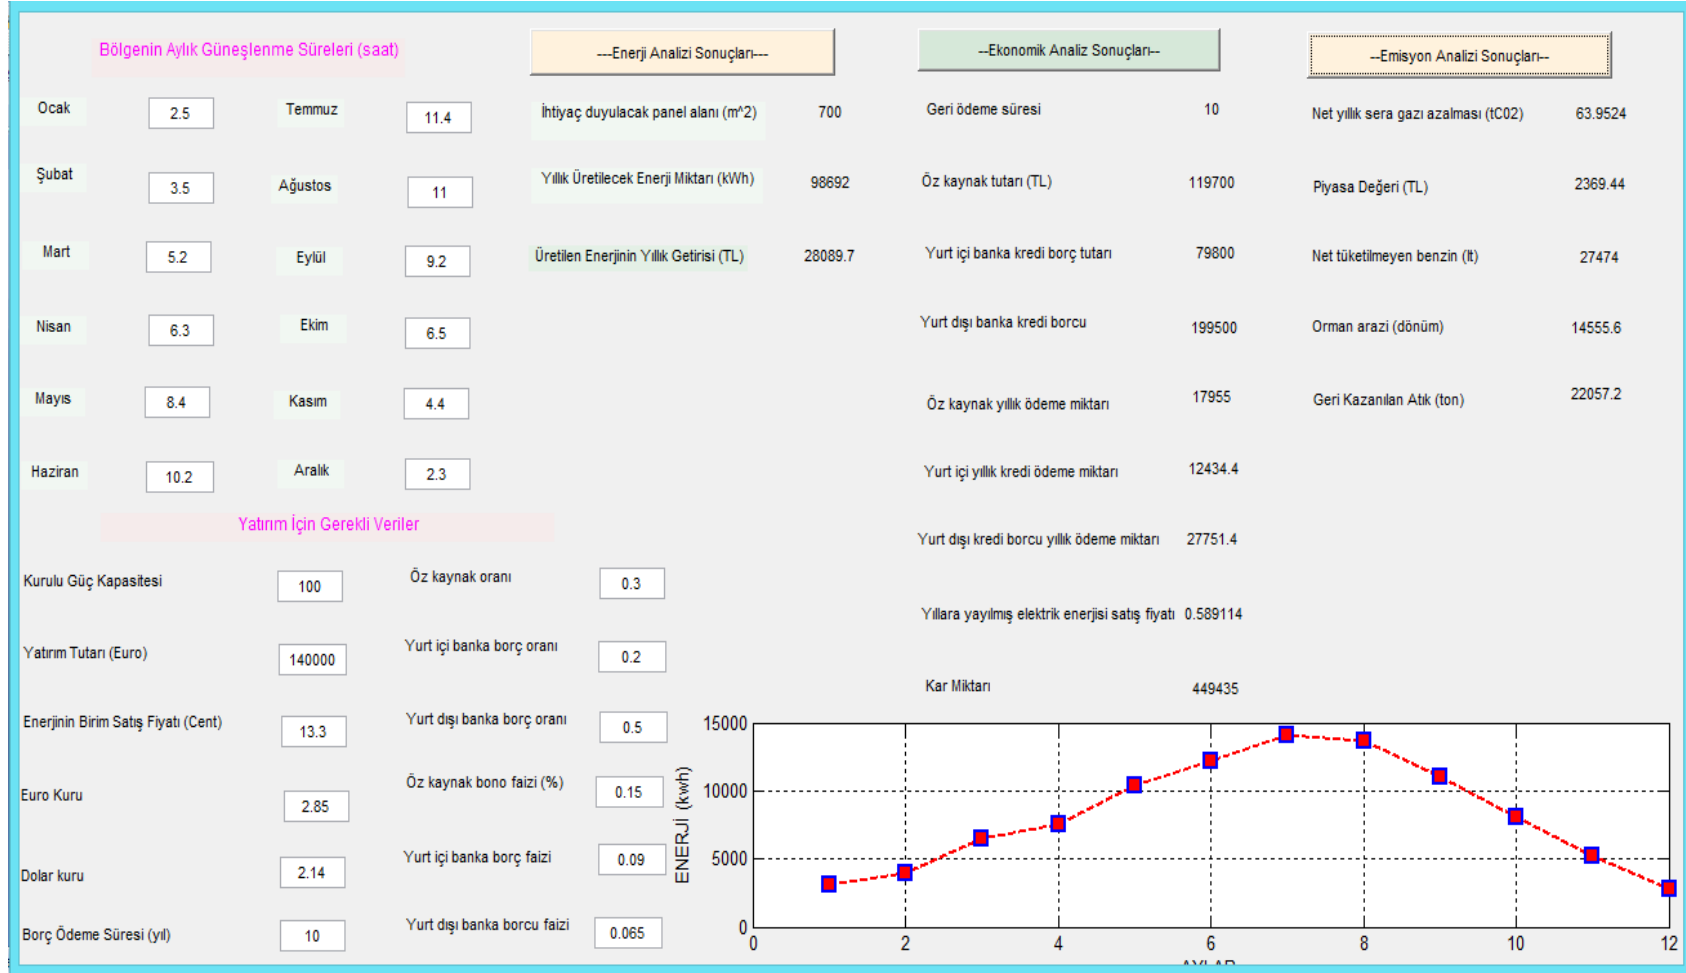 Bölgenin Aylık Güneşlenme Süreleri (saat)
Ocak 2.5 Temmuz 11.4
Şubat 3.5 Ağustos 11
Mart 5.2 Eylül 9.2
Nisan 6.3 Ekim 6.5
Mayıs 8.4 Kasım 4.4
Haziran 10.2 Aralık 2.3
Yatırım İçin Gerekli Veriler
Kurulu Güç Kapasitesi 100
Yatırım Tutarı (Euro) 140000
Enerjinin Birim Satış Fiyatı (Cent) 13.3
Euro Kuru 2.85
Dolar kuru 2.14
Borç Ödeme Süresi (yıl) 10
Öz kaynak oranı 0.3
Yurt içi banka borç oranı 0.2
Yurt dışı banka borç oranı 0.5
Öz kaynak bono faizi (%) 0.15
Yurt içi banka borç faizi 0.09
Yurt dışı banka borcu faizi 0.065
---Enerji Analizi Sonuçları---
İhtiyaç duyulacak panel alanı (m^2) 700
Yıllık Üretilecek Enerji Miktarı (kWh) 98692
Üretilen Enerjinin Yıllık Getirisi (TL) 28089.7
--Ekonomik Analiz Sonuçları--
Geri ödeme süresi 10
Öz kaynak tutarı (TL) 119700
Yurt içi banka kredi borç tutarı 79800
Yurt dışı banka kredi borcu 199500
Öz kaynak yıllık ödeme miktarı 17955
Yurt içi yıllık kredi ödeme miktarı 12434.4
Yurt dışı kredi borcu yıllık ödeme miktarı 27751.4
Yıllara yayılmış elektrik enerjisi satış fiyatı 0.589114
Kar Miktarı 449435
--Emisyon Analizi Sonuçları--
Net yıllık sera gazı azalması (tC02) 63.9524
Piyasa Değeri (TL) 2369.44
Net tüketilmeyen benzin (lt) 27474
Orman arazi (dönüm) 14555.6
Geri Kazanılan Atık (ton) 22057.2
ENERJİ (kwh)
15000
10000
5000
0
0 2 4 6 8 10 12
AYLAR